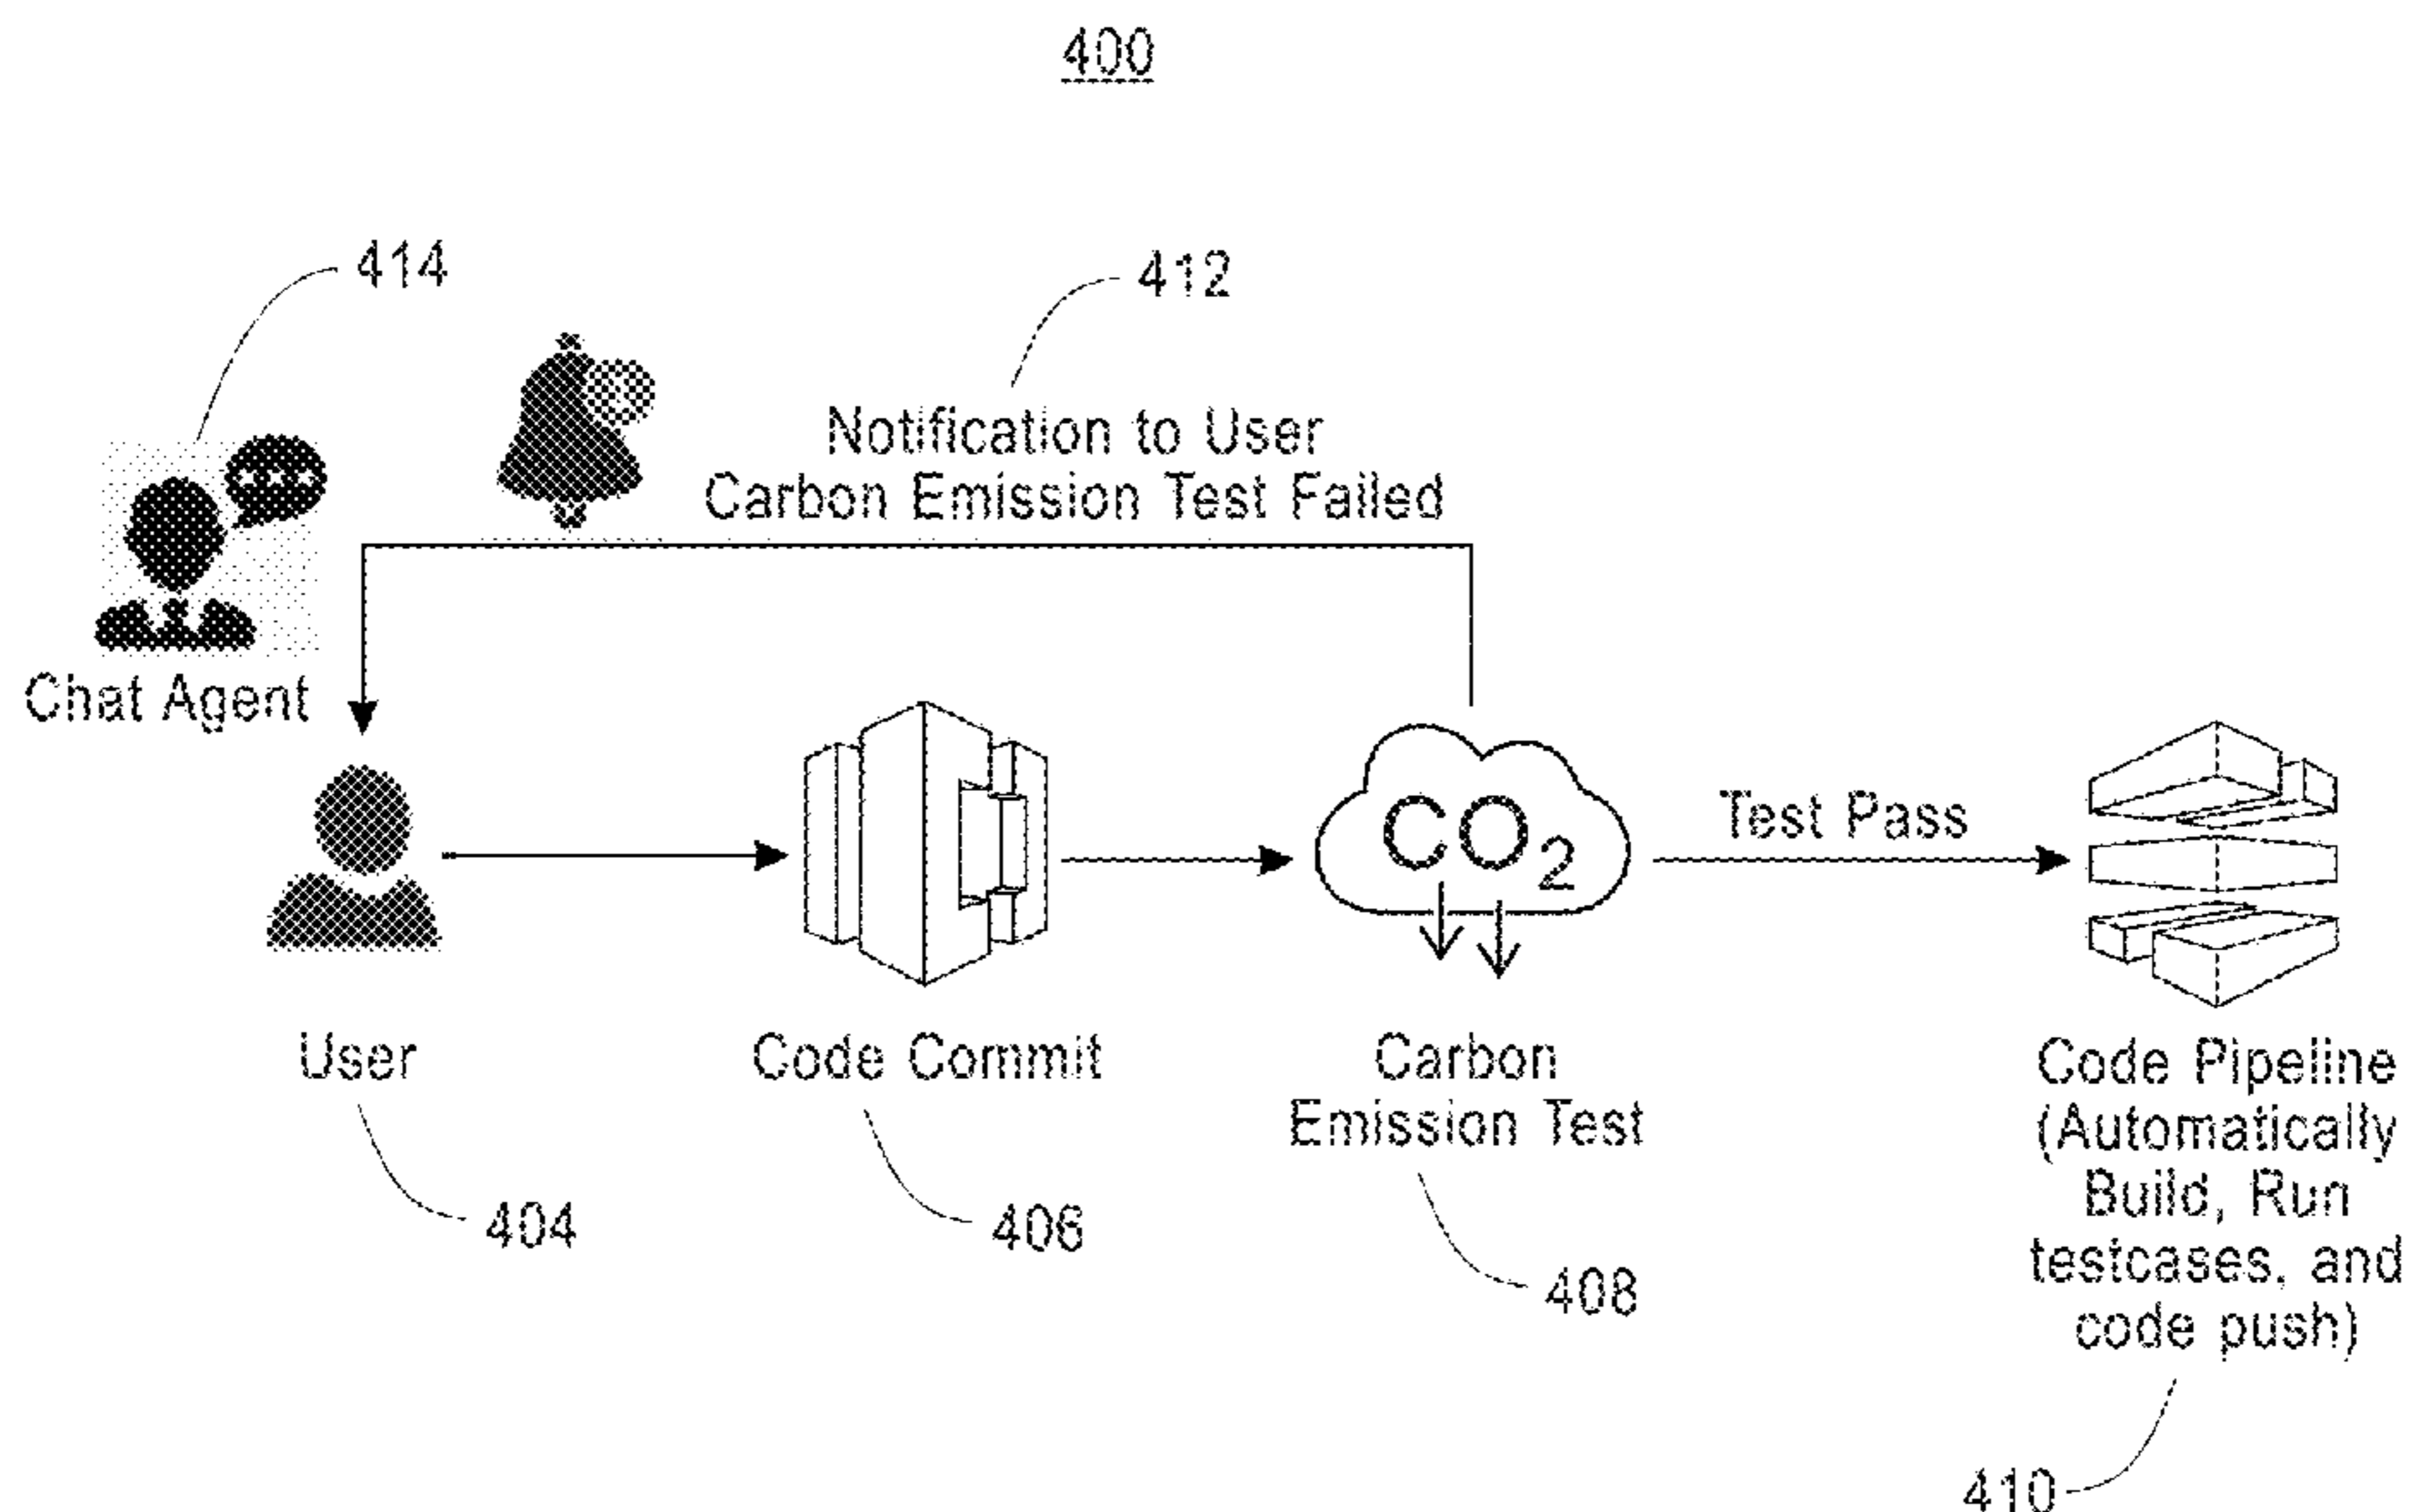 400
414
412
Notification to User
Carbon Emission Test Failed
Chat Agent
CO2
Test Pass
User
Code Commit
Carbon
Emission Test
Code Pipeline
(Automatically
Build, Run
testcases, and
code push)
404
406
408
410